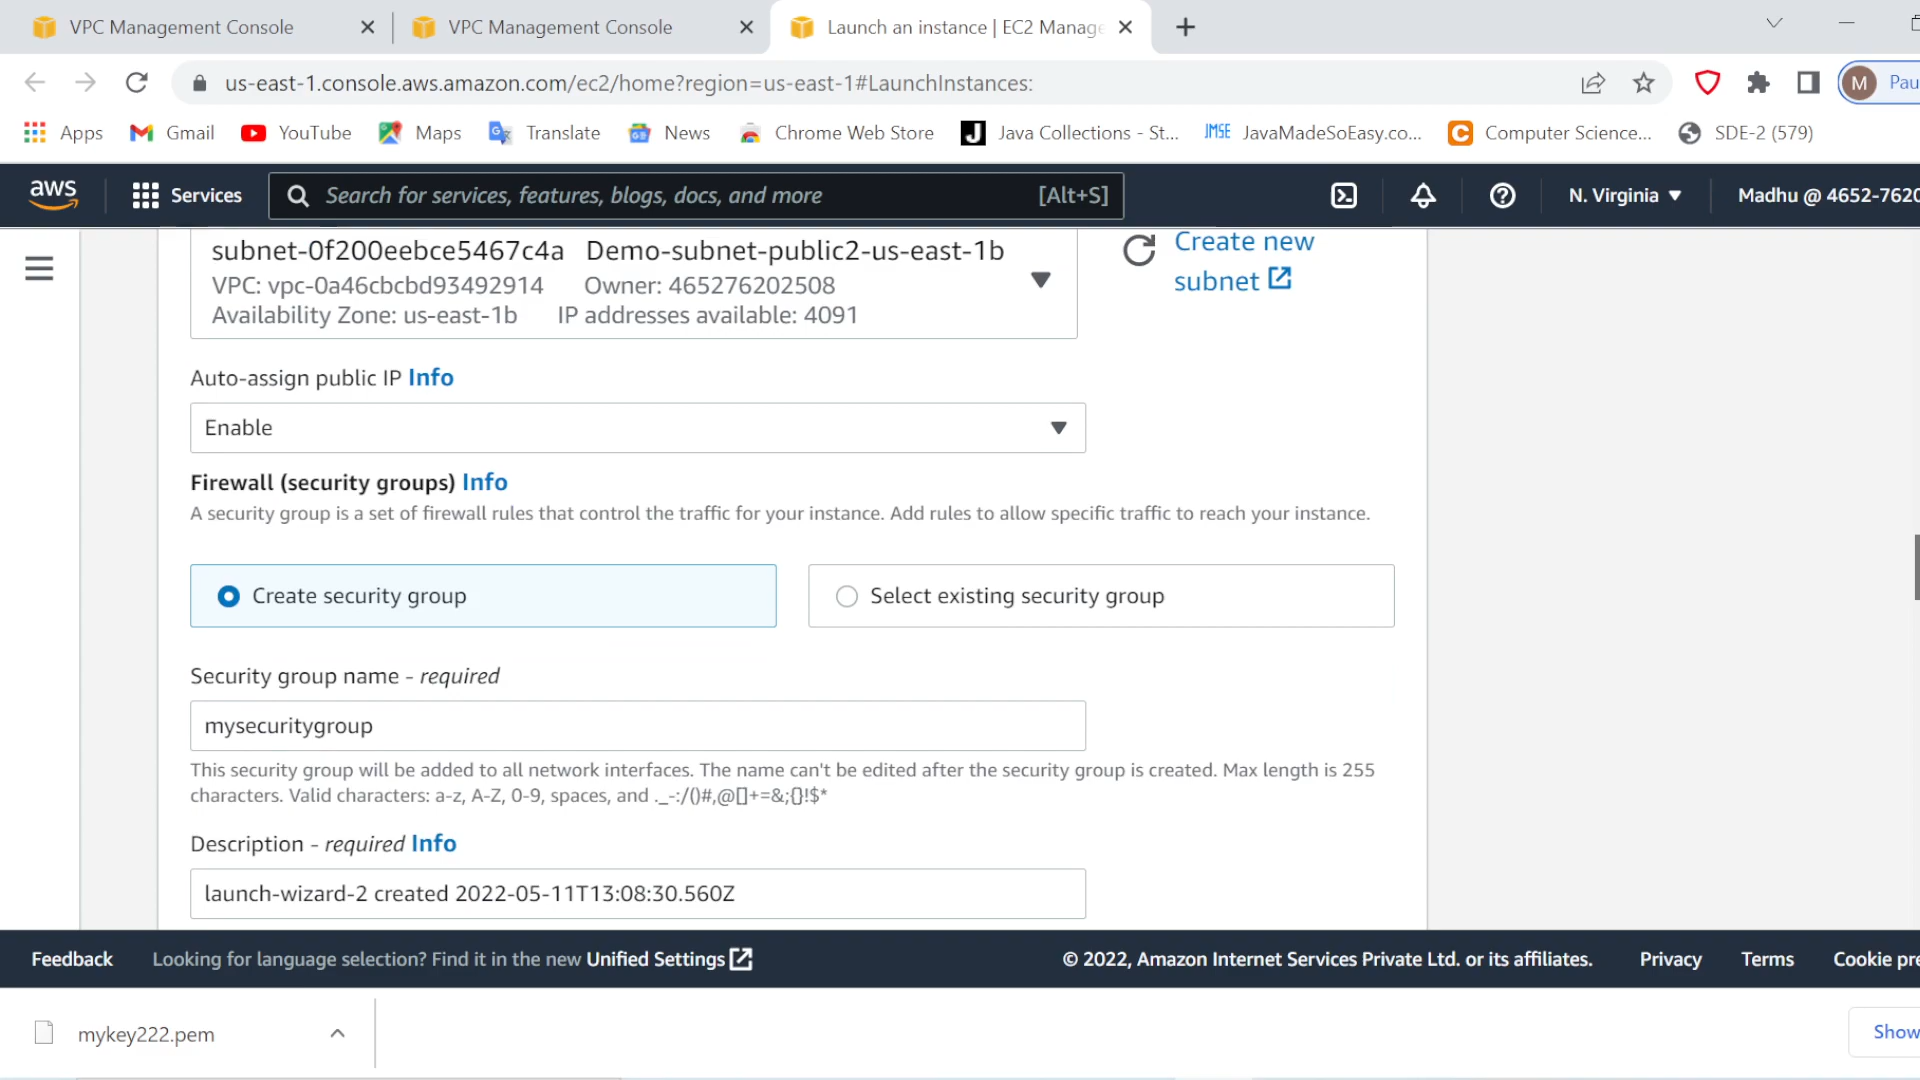 VPC Management Console
VPC Management Console
Launch an instance | EC2 Manage
us-east-1.console.aws.amazon.com/ec2/home?region=us-east-1#LaunchInstances:
M Pau
Apps Gmail YouTube Maps Translate News Chrome Web Store J Java Collections - St... JMSE JavaMadeSoEasy.co... C Computer Science... SDE-2 (579)
aws Services Search for services, features, blogs, docs, and more [Alt+S] N. Virginia Madhu @ 4652-7620
subnet-0f200eebce5467c4a Demo-subnet-public2-us-east-1b
VPC: vpc-0a46cbcbd93492914 Owner: 465276202508
Availability Zone: us-east-1b IP addresses available: 4091
Create new
subnet
Auto-assign public IP Info
Enable
Firewall (security groups) Info
A security group is a set of firewall rules that control the traffic for your instance. Add rules to allow specific traffic to reach your instance.
Create security group
Select existing security group
Security group name - required
mysecuritygroup
This security group will be added to all network interfaces. The name can't be edited after the security group is created. Max length is 255
characters. Valid characters: a-z, A-Z, 0-9, spaces, and ._-:/()#,@[]+=&;{}!$*
Description - required Info
launch-wizard-2 created 2022-05-11T13:08:30.560Z
Feedback Looking for language selection? Find it in the new Unified Settings © 2022, Amazon Internet Services Private Ltd. or its affiliates. Privacy Terms Cookie pre
mykey222.pem
Show